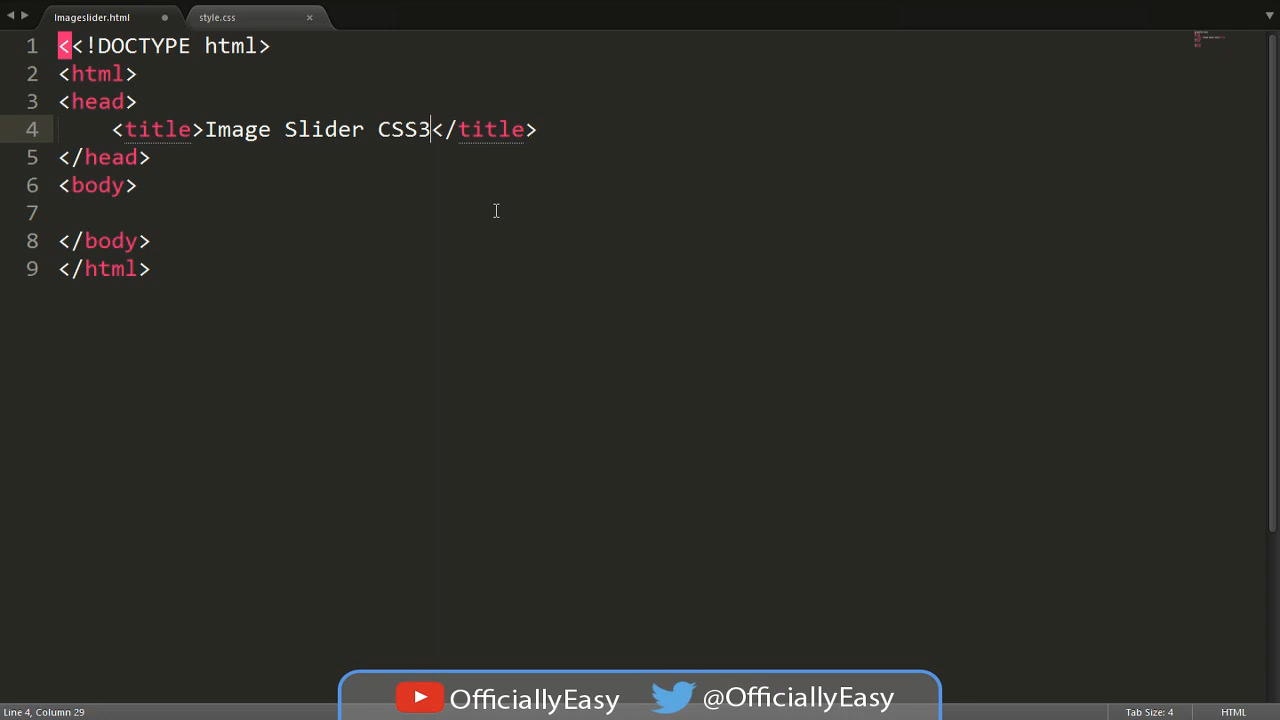 Imageslider.html
style.css
1 <<!DOCTYPE html>
2 <html>
3 <head>
4 <title>Image Slider CSS3</title>
5 </head>
6 <body>
7
8 </body>
9 </html>
OfficiallyEasy @OfficiallyEasy
Line 4, Column 29 Tab Size: 4 HTML